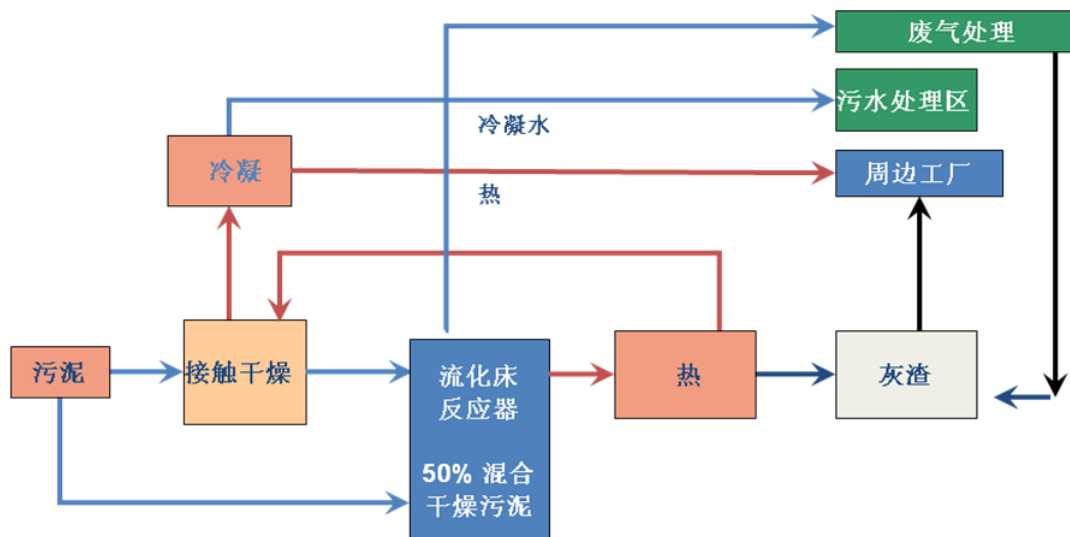 废气处理
污水处理区
冷凝水
冷凝
周边工厂
热
污泥
接触干燥
流化床
反应器
50% 混合
干燥污泥
热
灰渣